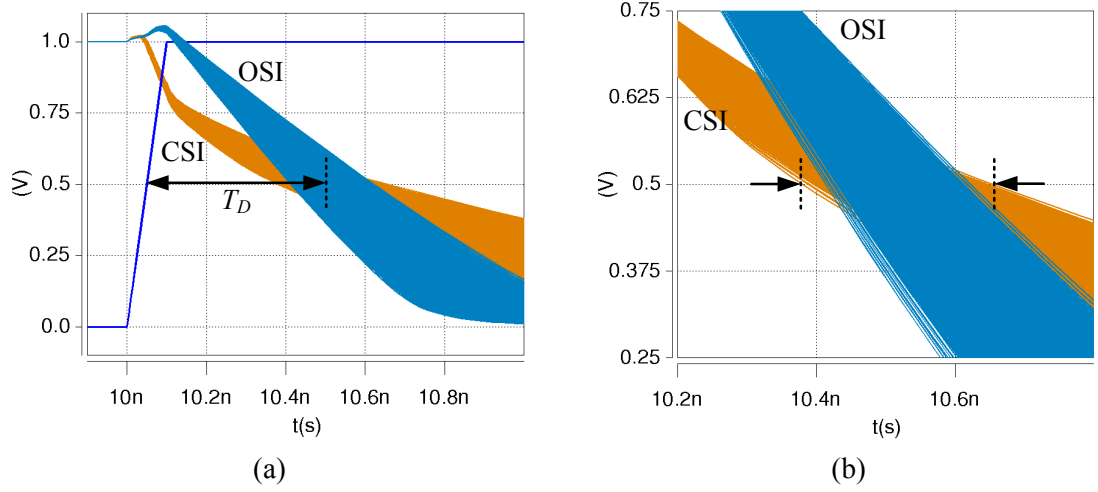 1.0
0.75
0.5
0.25
0.0
(V)
OSI
CSI
T_D
10n
10.2n
10.4n
10.6n
10.8n
t(s)
(a)
0.75
0.625
0.5
0.375
0.25
(V)
OSI
CSI
10.2n
10.4n
10.6n
t(s)
(b)